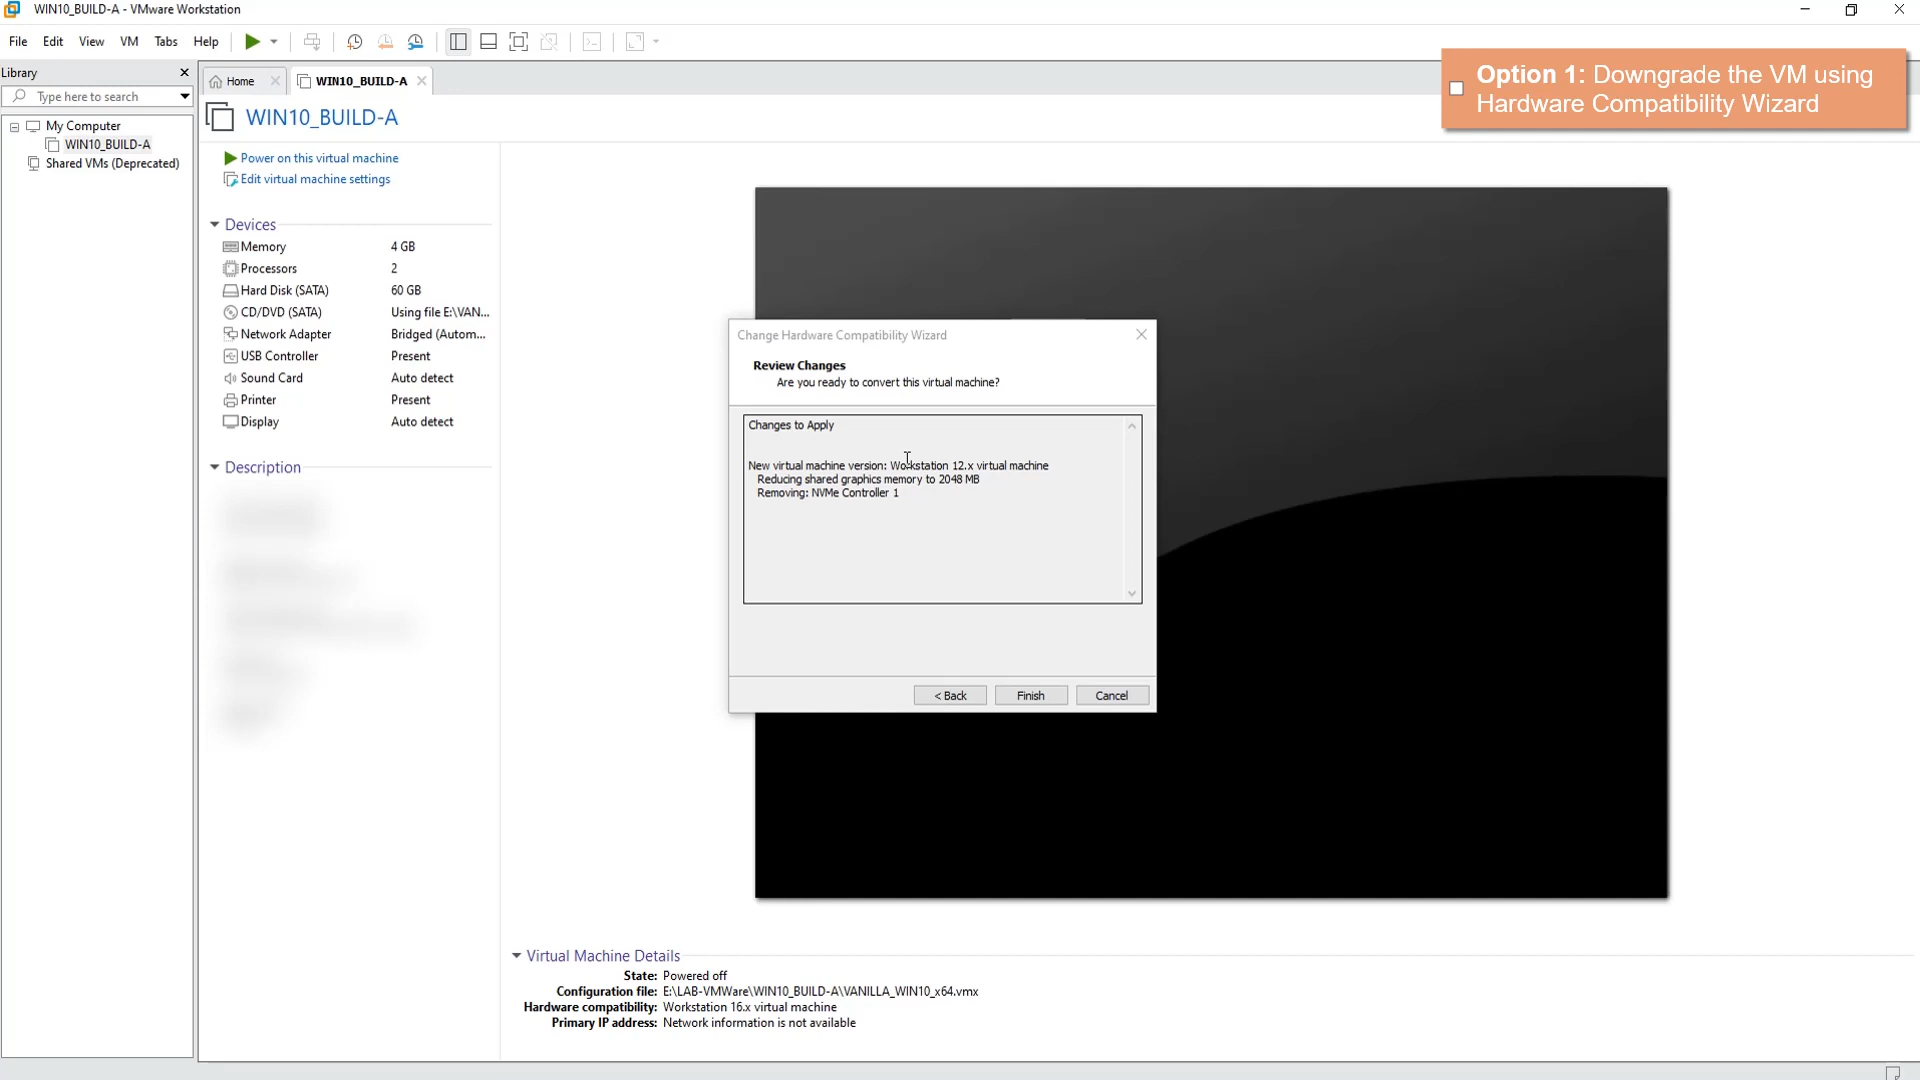 WIN10_BUILD-A - VMware Workstation
File Edit View VM Tabs Help
Option 1: Downgrade the VM using
Hardware Compatibility Wizard
Library
Type here to search
My Computer
WIN10_BUILD-A
Shared VMs (Deprecated)
Home
WIN10_BUILD-A
WIN10_BUILD-A
Power on this virtual machine
Edit virtual machine settings
Devices
Memory 4 GB
Processors 2
Hard Disk (SATA) 60 GB
CD/DVD (SATA) Using file E:\VAN...
Network Adapter Bridged (Autom...
USB Controller Present
Sound Card Auto detect
Printer Present
Display Auto detect
Description
Change Hardware Compatibility Wizard
Review Changes
Are you ready to convert this virtual machine?
Changes to Apply
New virtual machine version: Workstation 12.x virtual machine
Reducing shared graphics memory to 2048 MB
Removing: NVMe Controller 1
< Back Finish Cancel
Virtual Machine Details
State: Powered off
Configuration file: E:\LAB-VMWare\WIN10_BUILD-A\VANILLA_WIN10_x64.vmx
Hardware compatibility: Workstation 16.x virtual machine
Primary IP address: Network information is not available